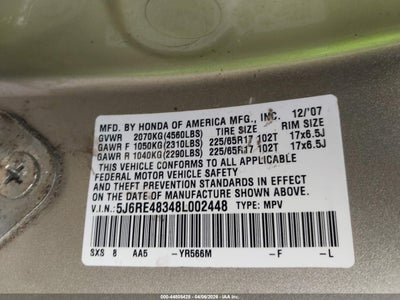 MFD. BY HONDA OF AMERICA MFG., INC. 12/'07
GVWR 2070KG(4560LBS) TIRE SIZE RIM SIZE
GAWR F 1050KG(2310LBS) 225/65R17 102T 17x6.5J
GAWR R 1040KG(2290LBS) 225/65R17 102T 17x6.5J
THIS VEHICLE CONFORMS TO ALL APPLICABLE
FEDERAL MOTOR VEHICLE SAFETY
AND THEFT PREVENTION STANDARDS IN EFFECT ON
THE DATE OF MANUFACTURE SHOWN ABOVE.
V.I.N.: 5J6RE48348L002448 TYPE: MPV
SXS 8 AA5 -YR566M -F -L
000-44608428 - 04/06/2026 - © IAA, LLC